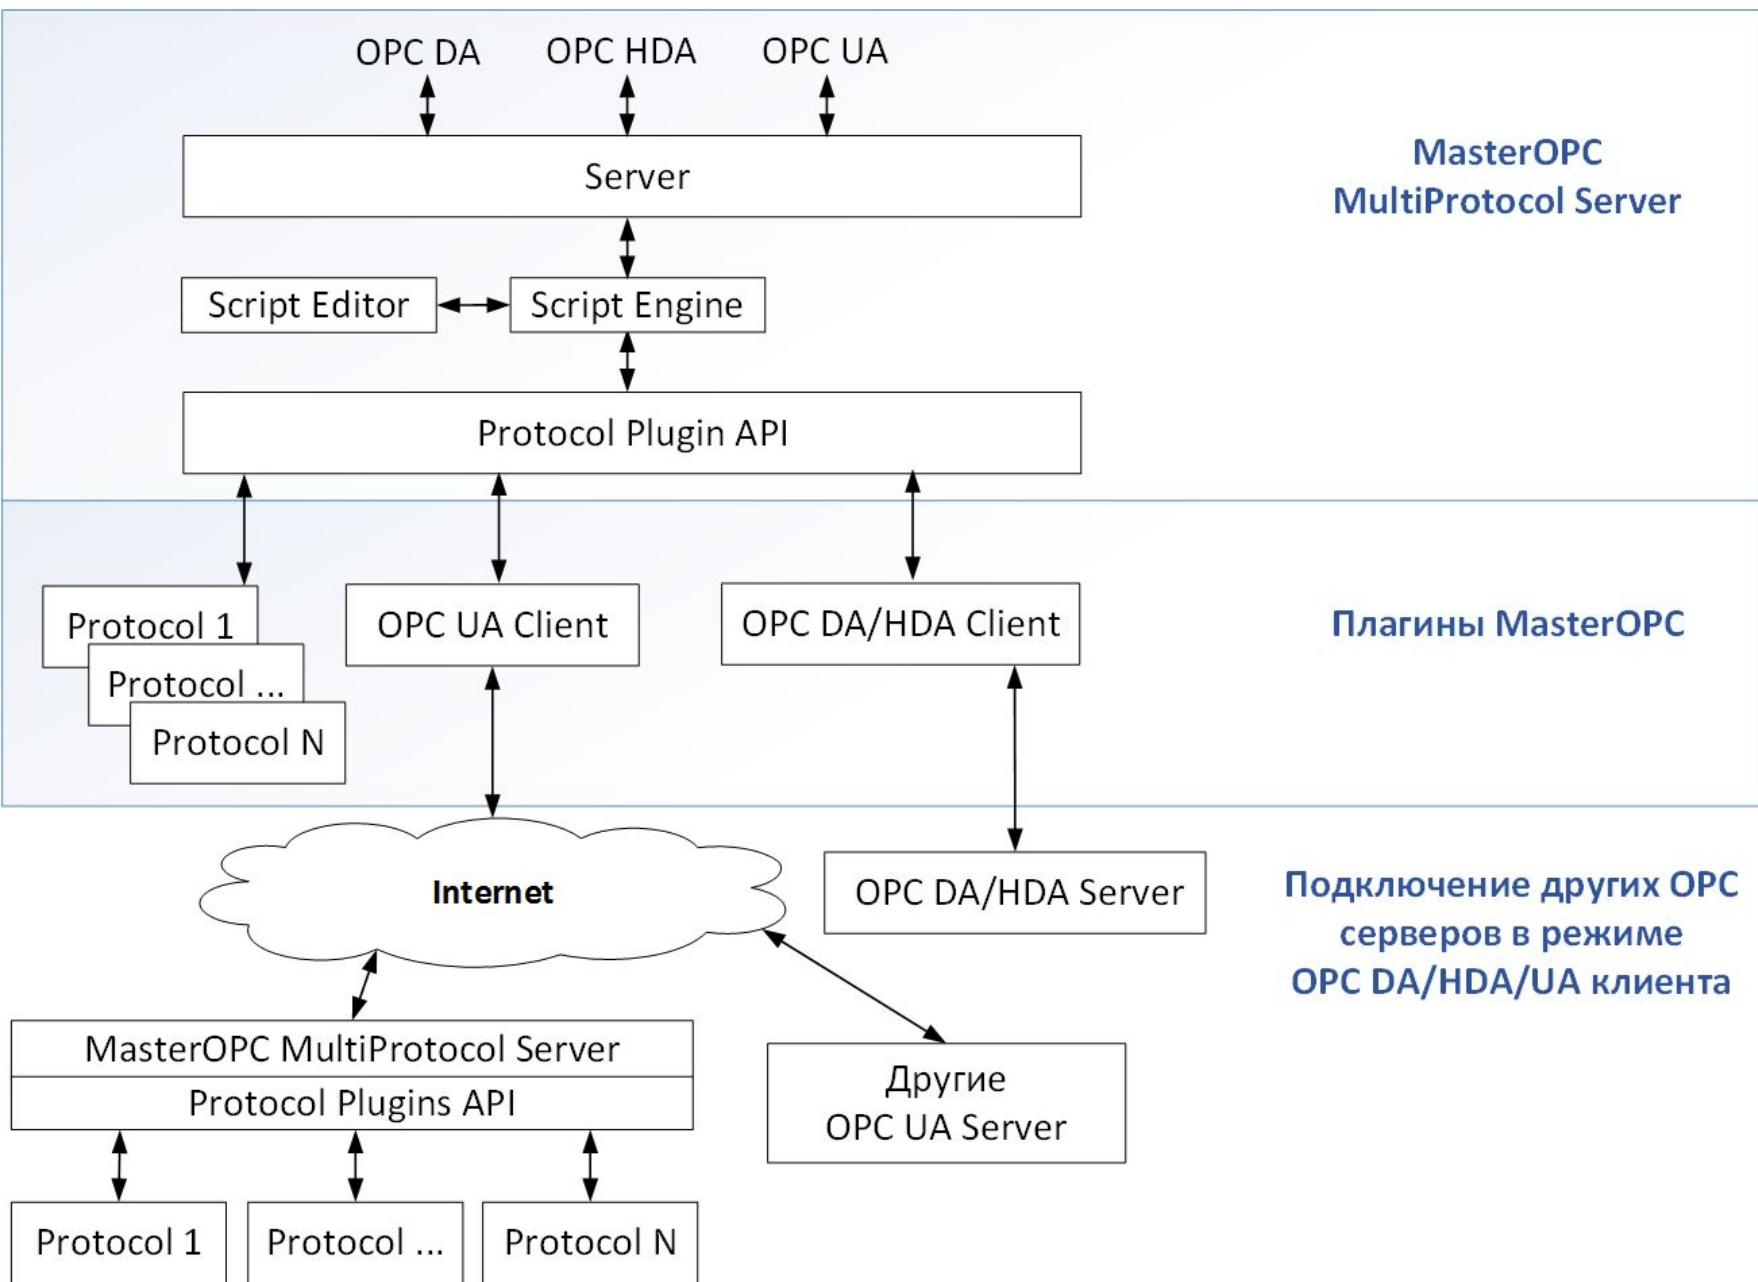 OPC DA
OPC HDA
OPC UA
Server
MasterOPC
MultiProtocol Server
Script Editor
Script Engine
Protocol Plugin API
Protocol 1
Protocol ...
Protocol N
OPC UA Client
OPC DA/HDA Client
Плагины MasterOPC
Internet
OPC DA/HDA Server
Подключение других OPC
серверов в режиме
OPC DA/HDA/UA клиента
MasterOPC MultiProtocol Server
Protocol Plugins API
Другие
OPC UA Server
Protocol 1
Protocol ...
Protocol N